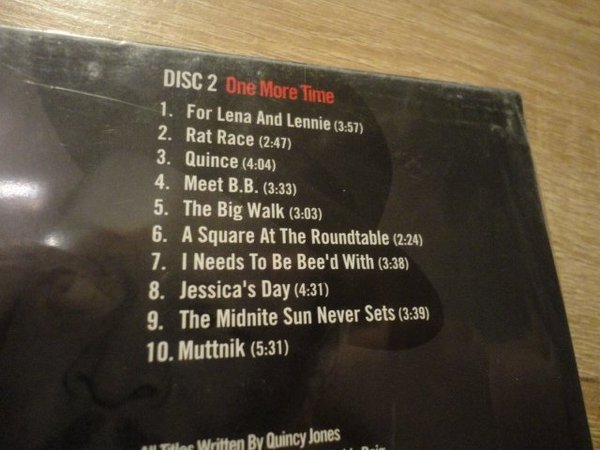 DISC 2 One More Time
1. For Lena And Lennie (3:57)
2. Rat Race (2:47)
3. Quince (4:04)
4. Meet B.B. (3:33)
5. The Big Walk (3:03)
6. A Square At The Roundtable (2:24)
7. I Needs To Be Bee'd With (3:38)
8. Jessica's Day (4:31)
9. The Midnite Sun Never Sets (3:39)
10. Muttnik (5:31)
All Titles Written By Quincy Jones